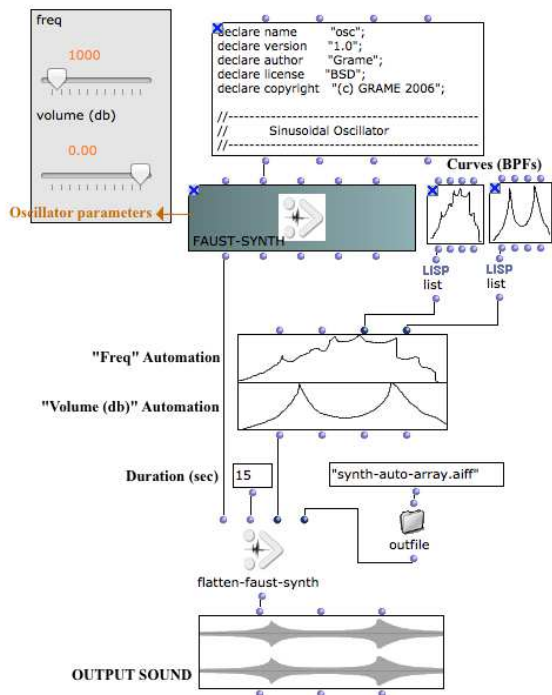 freq
1000
volume (db)
0.00
Oscillator parameters
declare name "osc";
declare version "1.0";
declare author "Grame";
declare license "BSD";
declare copyright "(c) GRAME 2006";
//-----------------------------------------------
// Sinusoidal Oscillator
//-----------------------------------------------
Curves (BPFs)
FAUST-SYNTH
LISP
list
LISP
list
"Freq" Automation
"Volume (db)" Automation
Duration (sec)
15
"synth-auto-array.aiff"
outfile
flatten-faust-synth
OUTPUT SOUND